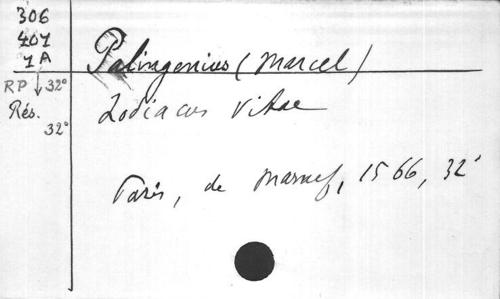 306
407
1A
RP ↓ 32°
Rés.
32°
Palingenius (Marcel)
Zodiacus vitae
Paris, de Marnef, 1566, 32°